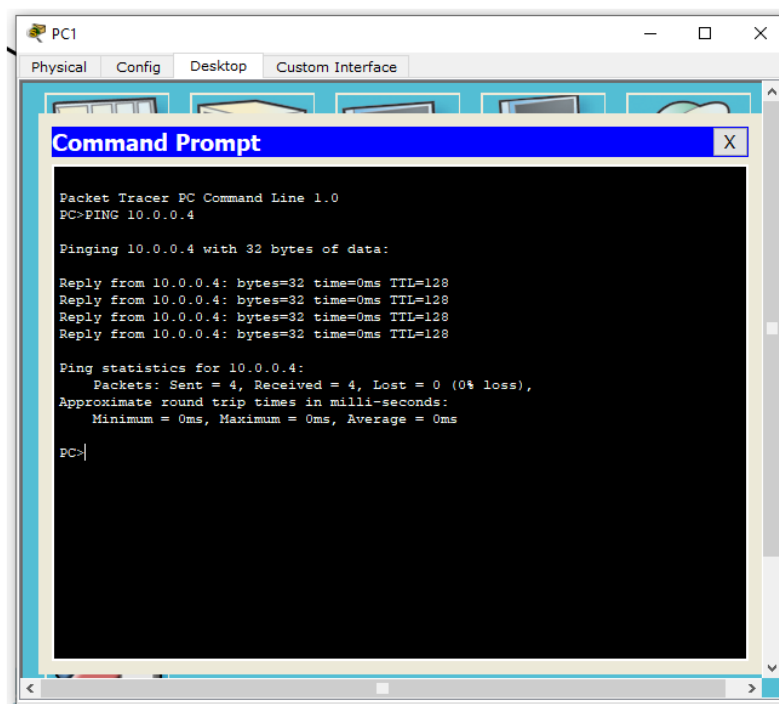 PC1
Physical Config Desktop Custom Interface
Command Prompt X
Packet Tracer PC Command Line 1.0
PC>PING 10.0.0.4
Pinging 10.0.0.4 with 32 bytes of data:
Reply from 10.0.0.4: bytes=32 time=0ms TTL=128
Reply from 10.0.0.4: bytes=32 time=0ms TTL=128
Reply from 10.0.0.4: bytes=32 time=0ms TTL=128
Reply from 10.0.0.4: bytes=32 time=0ms TTL=128
Ping statistics for 10.0.0.4:
Packets: Sent = 4, Received = 4, Lost = 0 (0% loss),
Approximate round trip times in milli-seconds:
Minimum = 0ms, Maximum = 0ms, Average = 0ms
PC>